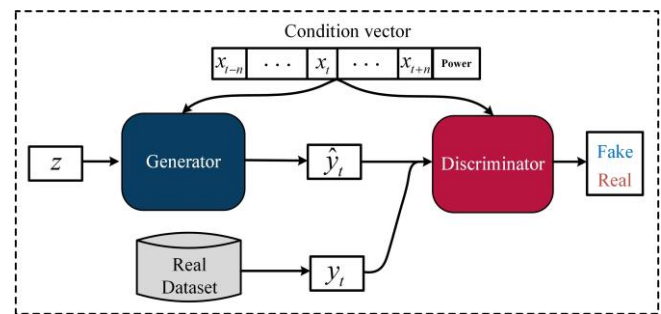 Condition vector
x_{t-n} · · · x_t · · · x_{t+n} Power
z
Generator
ŷ_t
Discriminator
Fake
Real
Real
Dataset
y_t